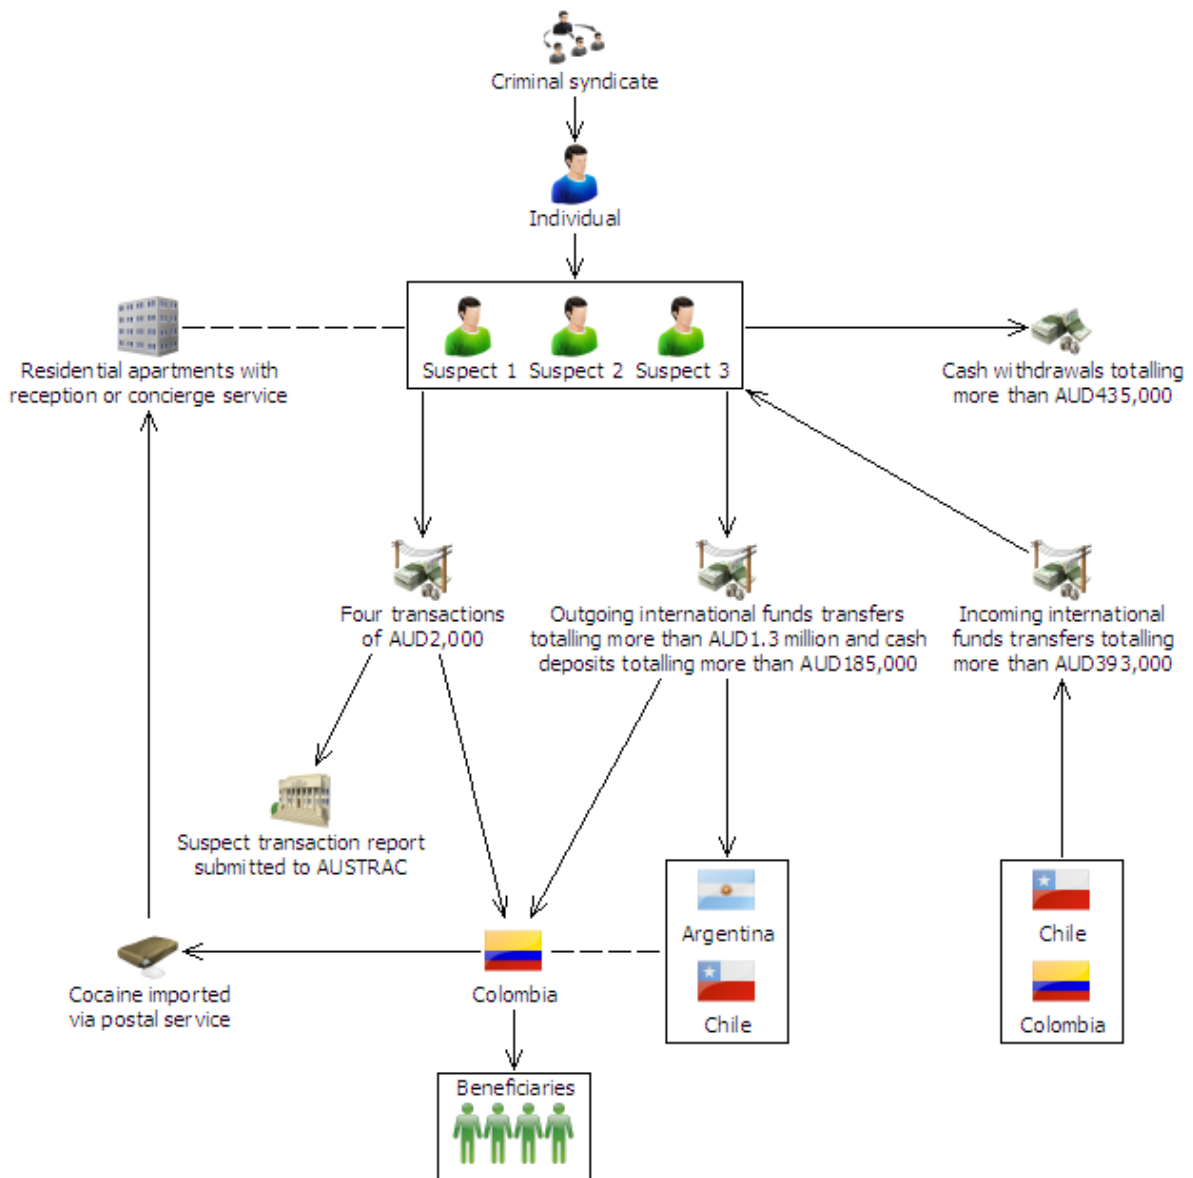 Criminal syndicate
Individual
Suspect 1
Suspect 2
Suspect 3
Residential apartments with
reception or concierge service
Cash withdrawals totalling
more than AUD435,000
Four transactions
of AUD2,000
Outgoing international funds transfers
totalling more than AUD1.3 million and cash
deposits totalling more than AUD185,000
Incoming international
funds transfers totalling
more than AUD393,000
Suspect transaction report
submitted to AUSTRAC
Argentina
Chile
Chile
Colombia
Cocaine imported
via postal service
Colombia
Beneficiaries